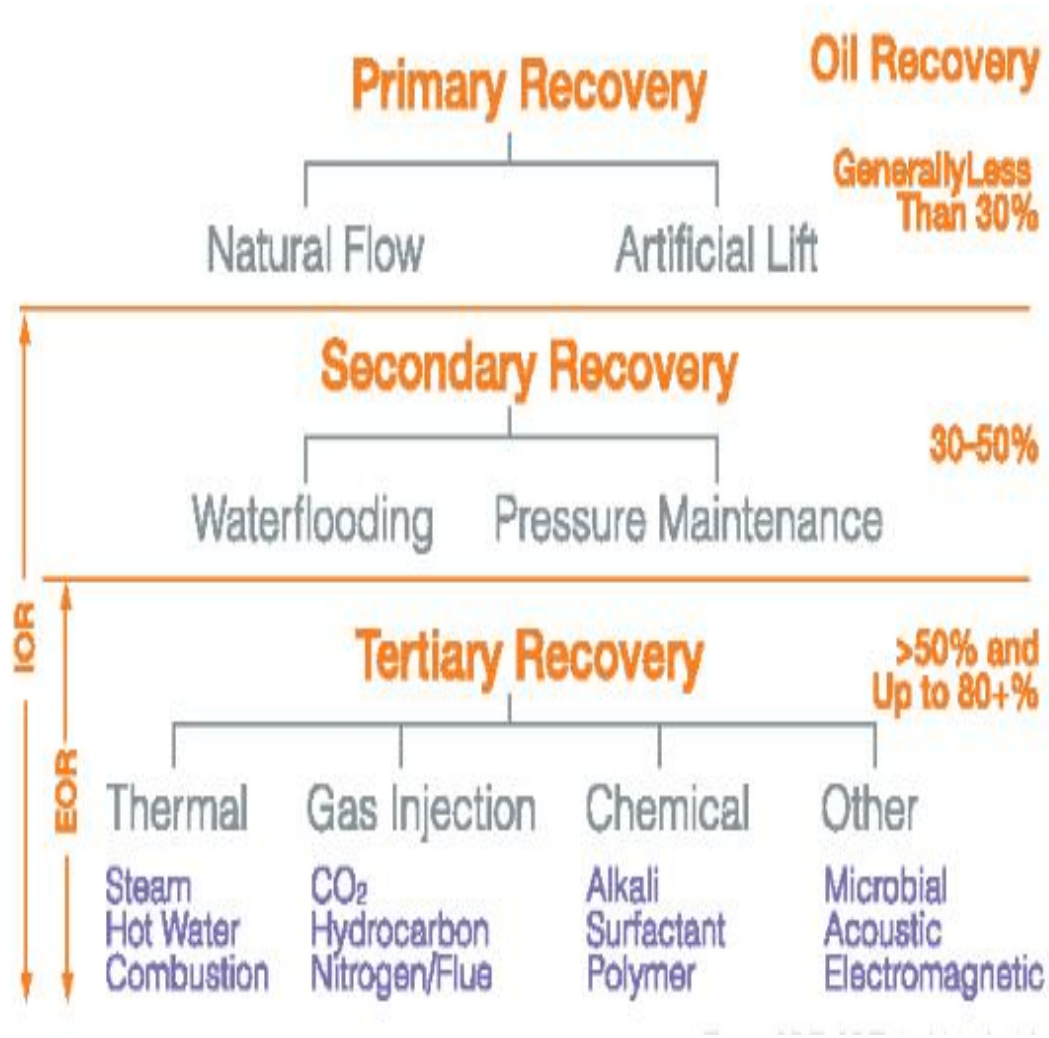 Oil Recovery
Primary Recovery
GenerallyLess
Than 30%
Natural Flow
Artificial Lift
Secondary Recovery
30-50%
Waterflooding
Pressure Maintenance
IOR
Tertiary Recovery
>50% and
Up to 80+%
EOR
Thermal
Gas Injection
Chemical
Other
Steam
Hot Water
Combustion
CO₂
Hydrocarbon
Nitrogen/Flue
Alkali
Surfactant
Polymer
Microbial
Acoustic
Electromagnetic